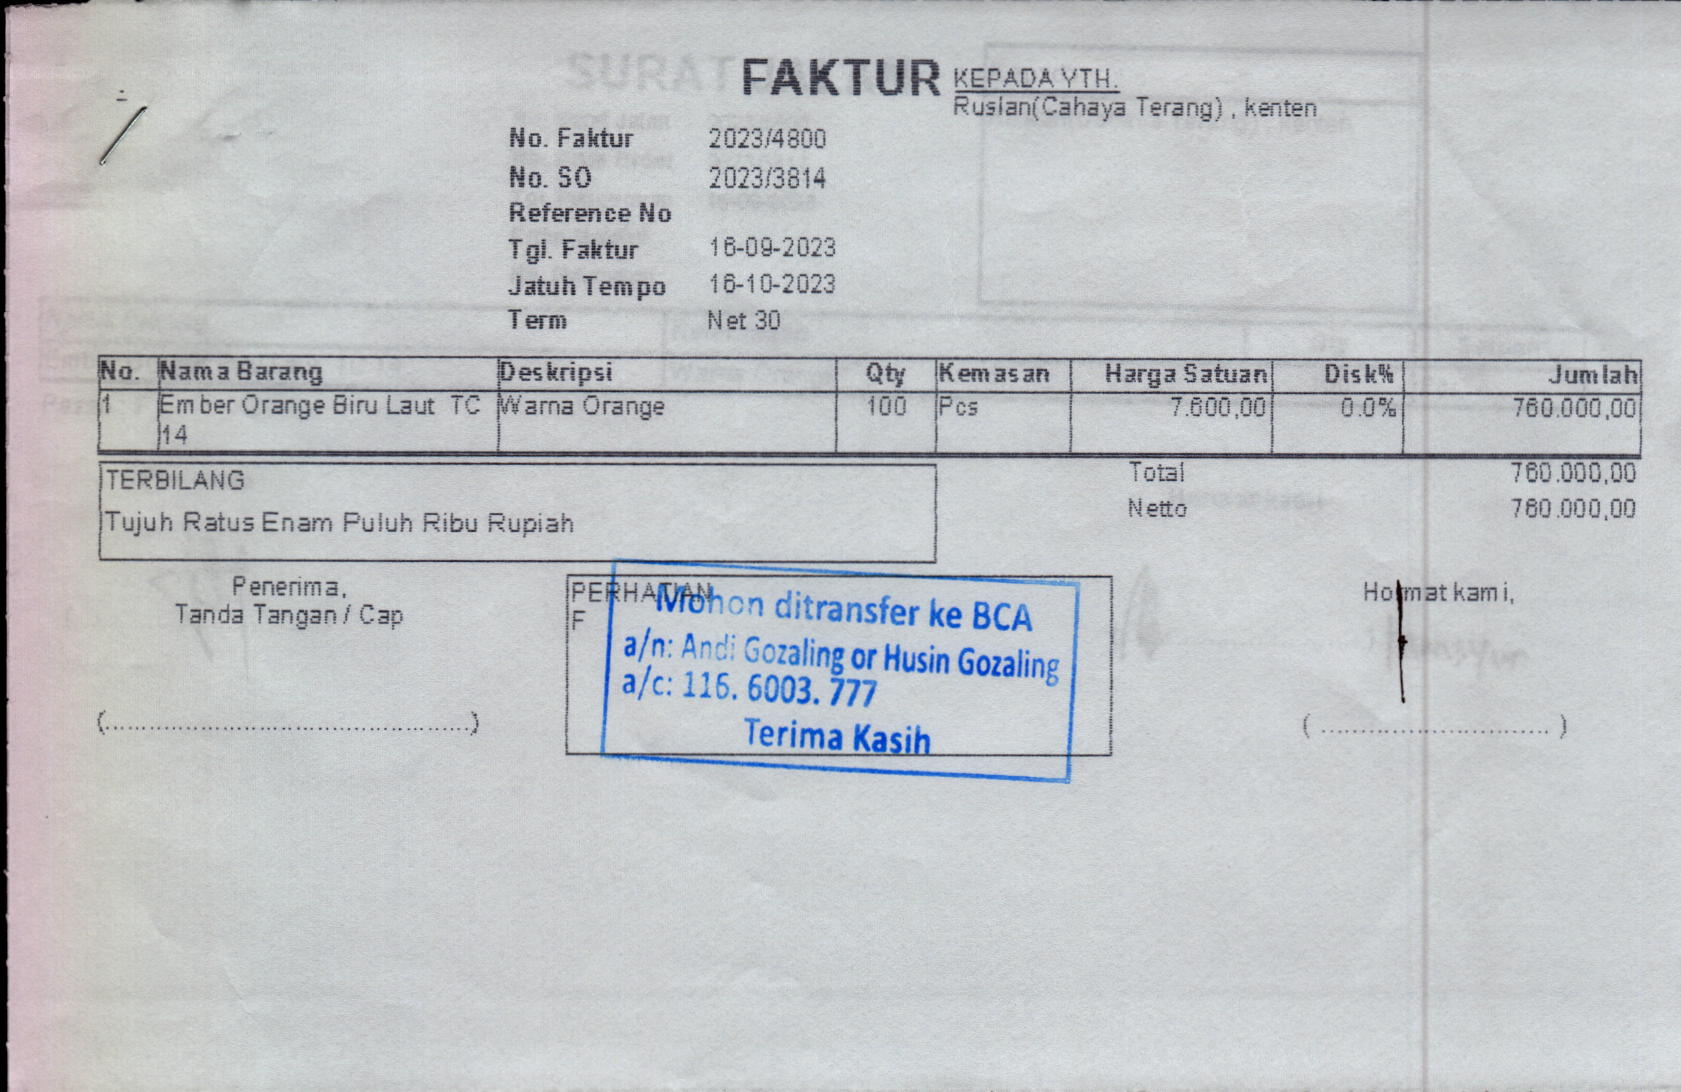 FAKTUR
KEPADA YTH.
Ruslan(Cahaya Terang) , kenten
No. Faktur 2023/4800
No. SO 2023/3814
Reference No
Tgl. Faktur 16-09-2023
Jatuh Tempo 16-10-2023
Term Net 30
No. Nama Barang Deskripsi Qty Kemasan Harga Satuan Disk% Jumlah
1 Ember Orange Biru Laut TC Warna Orange 100 Pcs 7.600,00 0.0% 760.000,00
14
TERBILANG
Tujuh Ratus Enam Puluh Ribu Rupiah
Total 760.000,00
Netto 760.000,00
Penerima,
Tanda Tangan / Cap
(............................................)
PERHATIAN
F
Mohon ditransfer ke BCA
a/n: Andi Gozaling or Husin Gozaling
a/c: 116. 6003. 777
Terima Kasih
Hormat kami,
( ........................... )